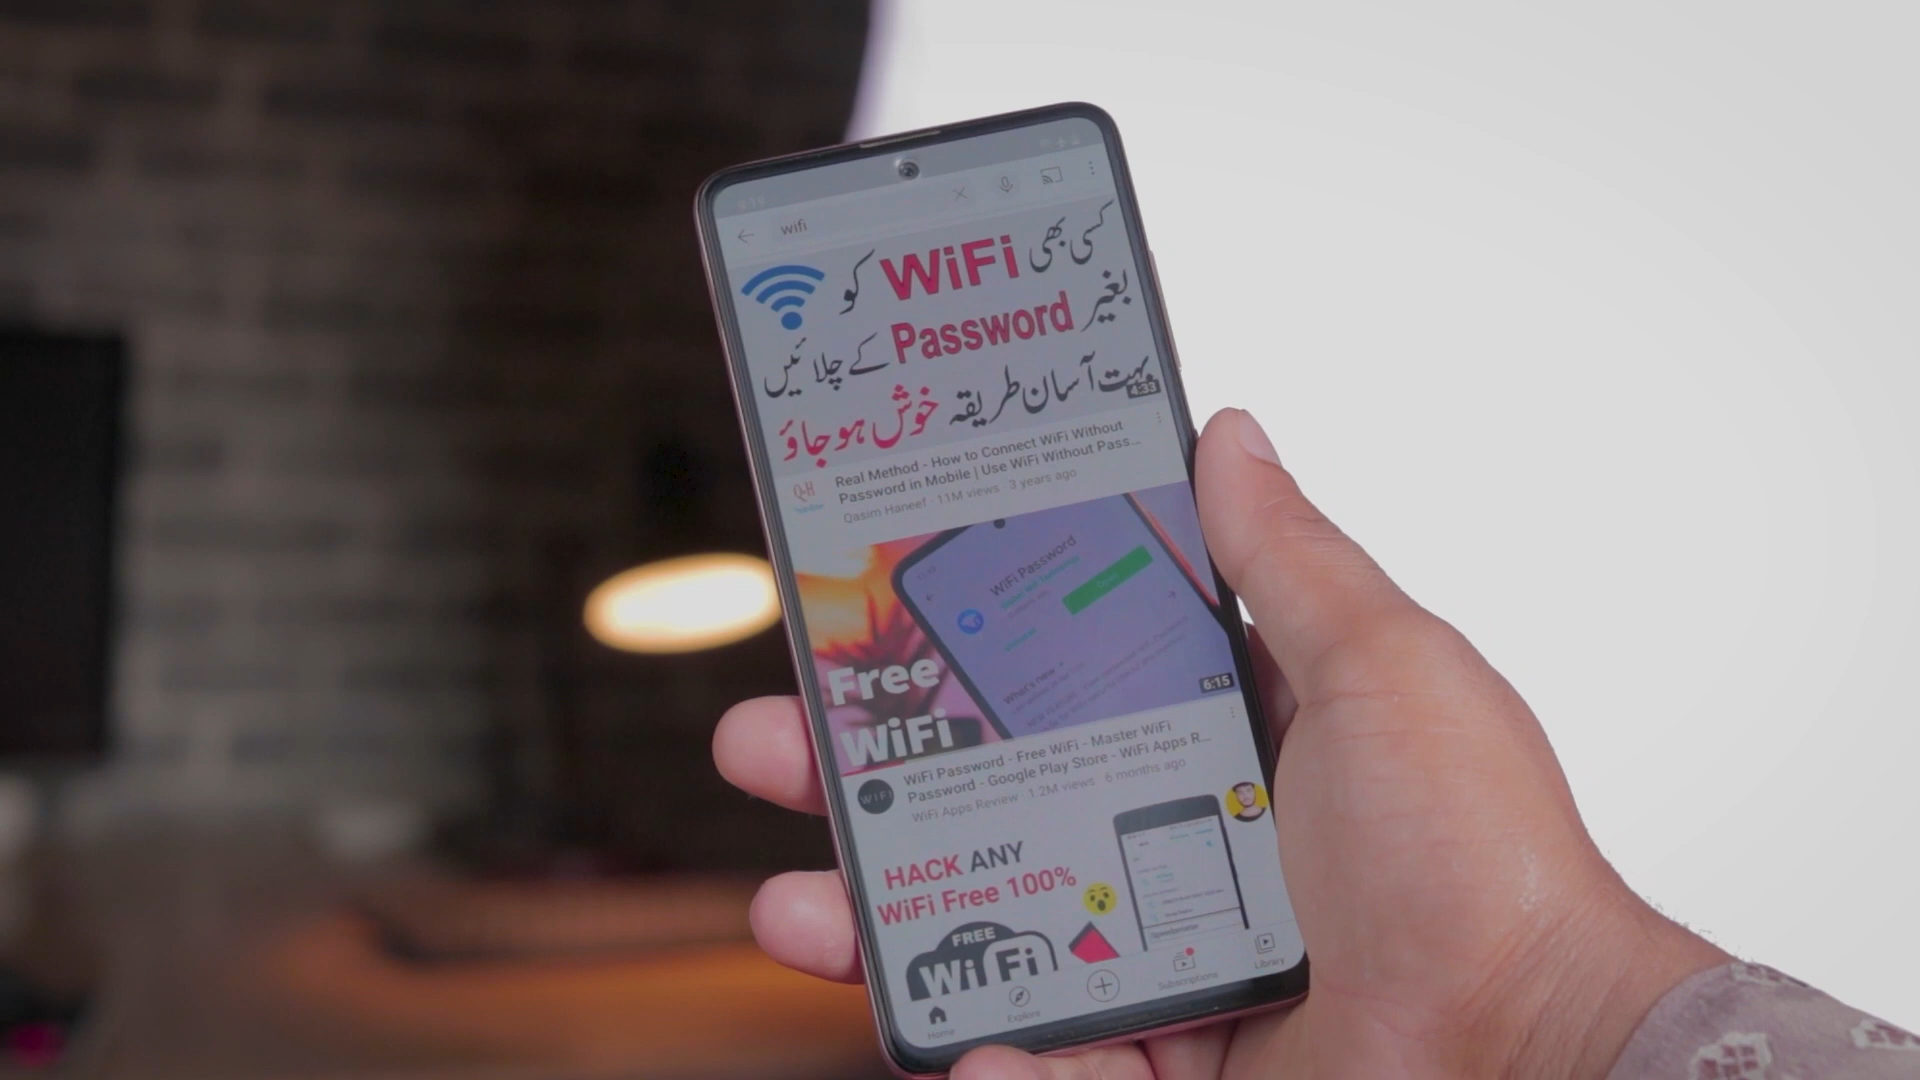 wifi
کسی بھی WiFi کو
بغیر Password کے چلائیں
بہت آسان طریقہ خوش ہو جاؤ
4:33
Real Method - How to Connect WiFi Without
Password in Mobile | Use WiFi Without Pass...
Qasim Haneef · 11M views · 3 years ago
Q-H
WiFi Password
What's new
Free
WiFi
6:15
WiFi Password - Free WiFi - Master WiFi
Password - Google Play Store - WiFi Apps R...
WiFi Apps Review · 1.2M views · 6 months ago
WIFI
HACK ANY
WiFi Free 100%
FREE
Wi Fi
Home
Explore
Subscriptions
Library